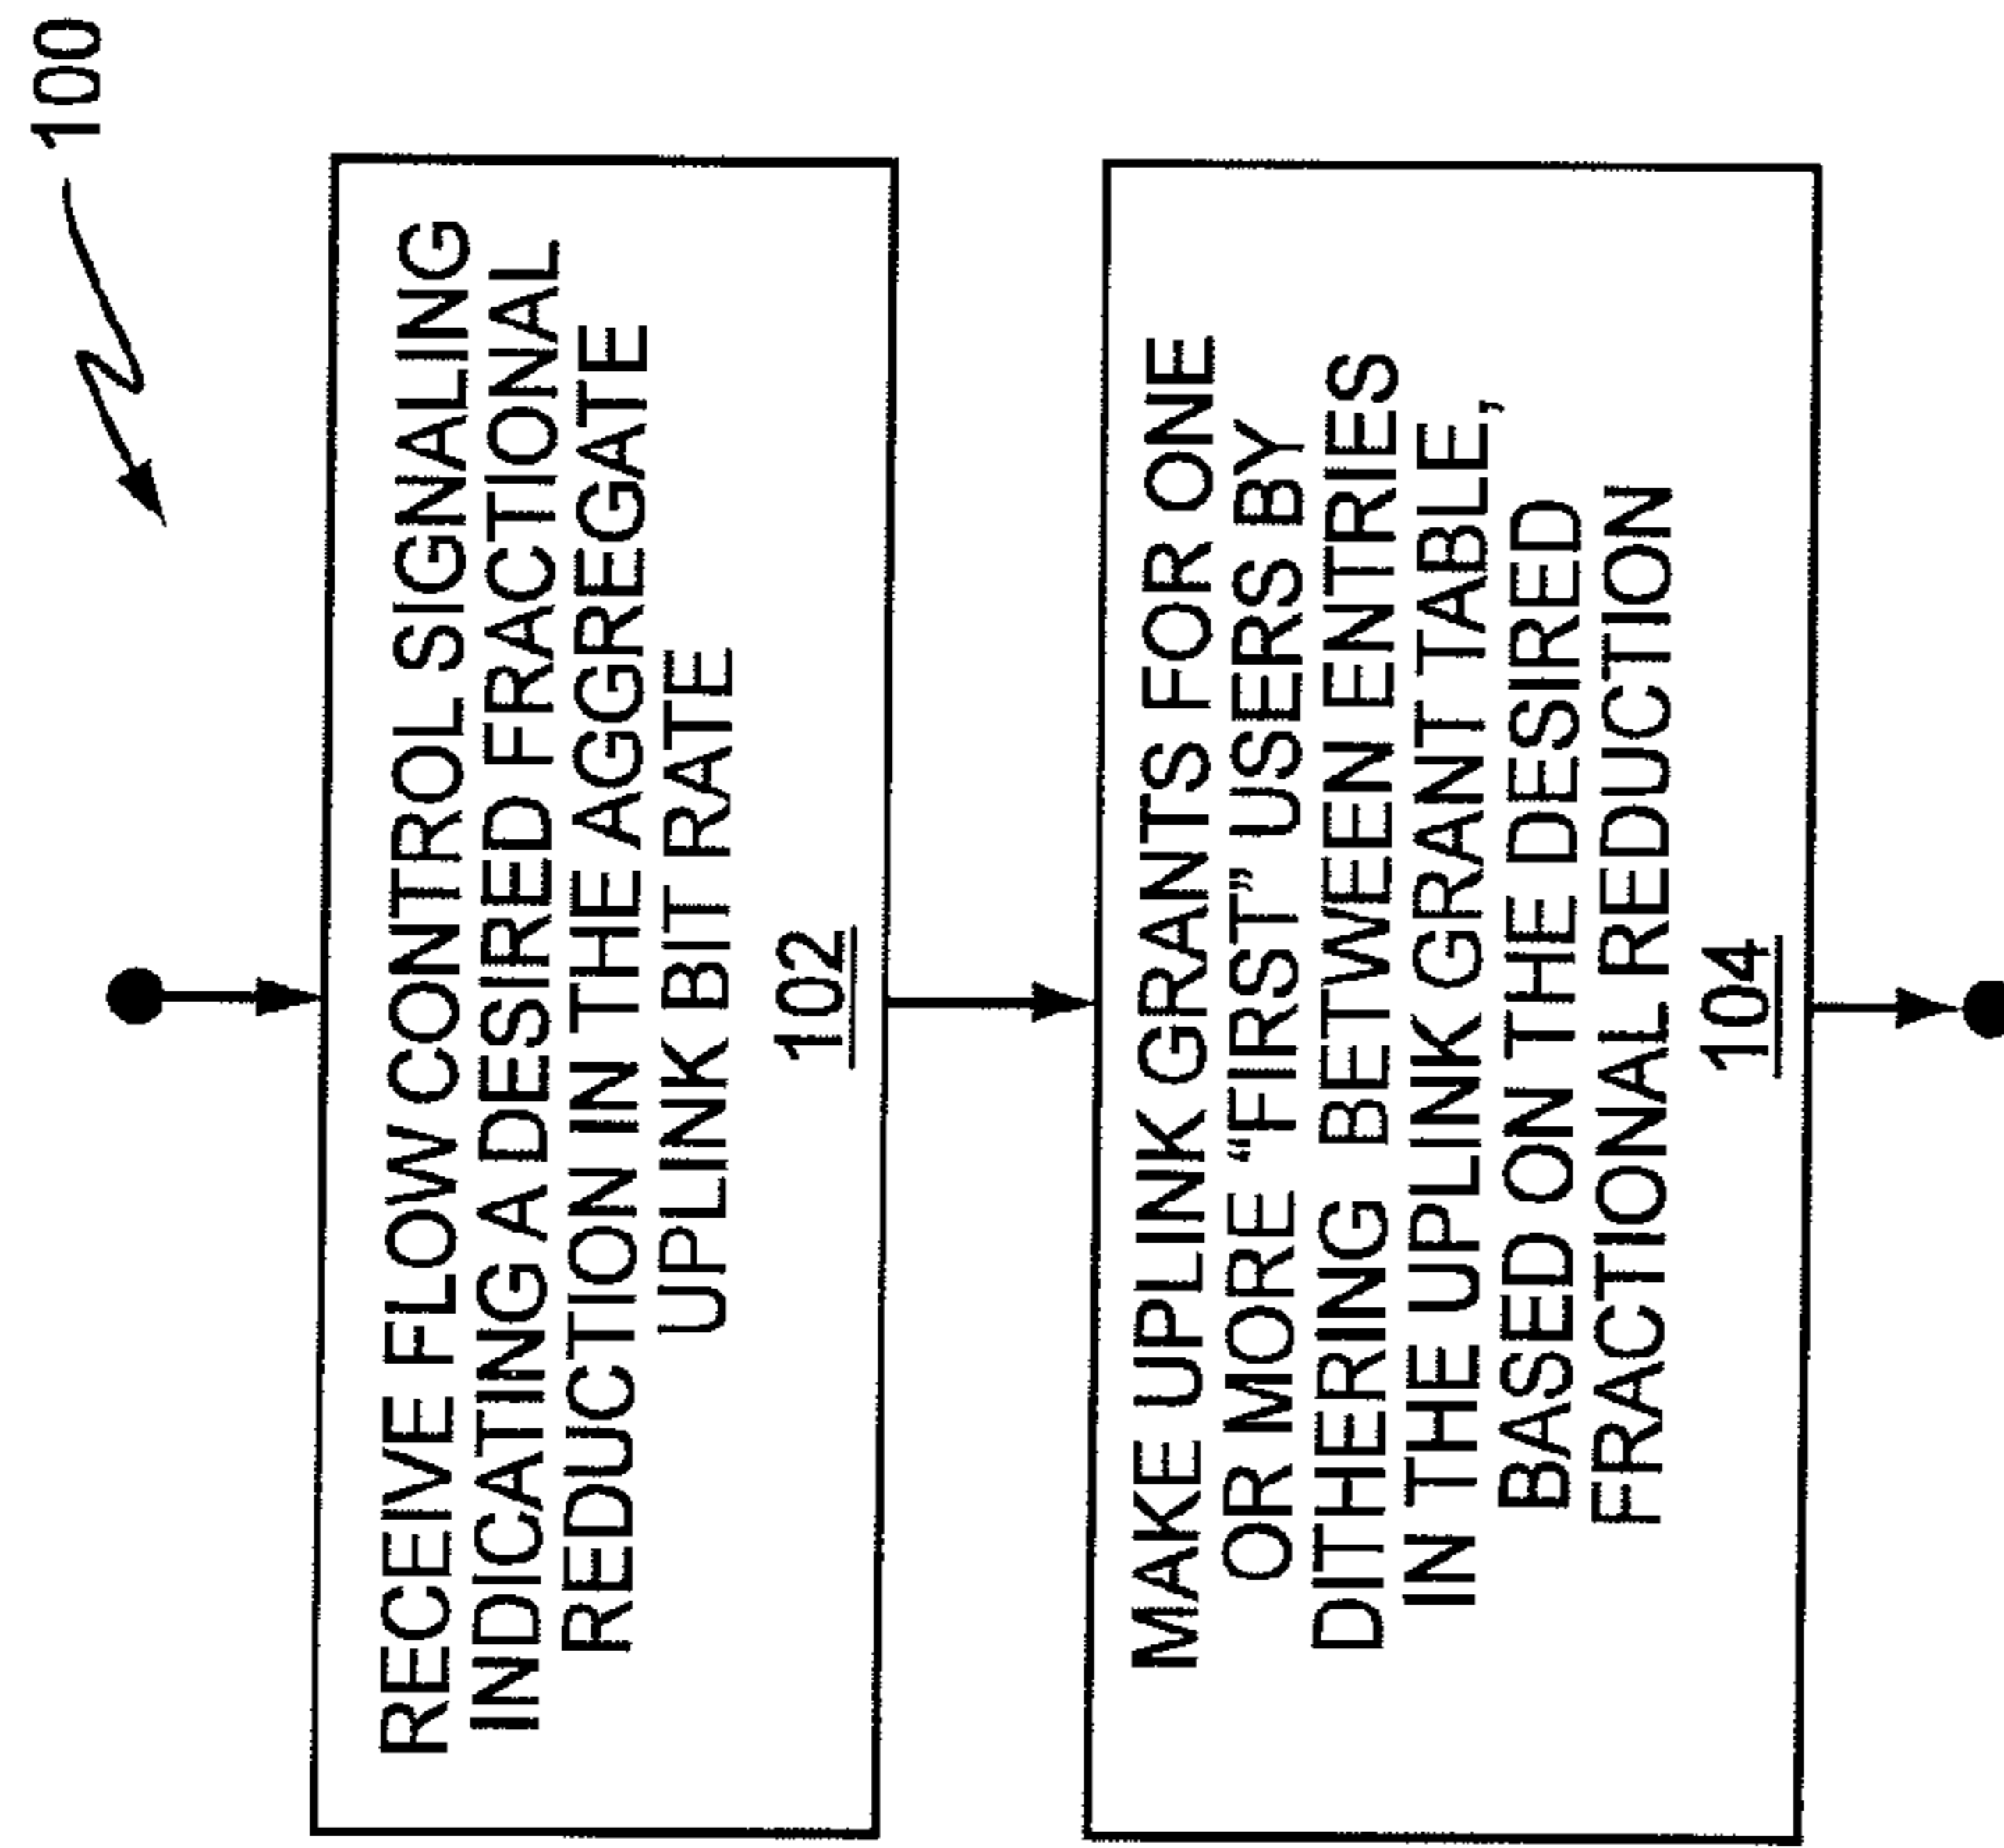 100
RECEIVE FLOW CONTROL SIGNALING
INDICATING A DESIRED FRACTIONAL
REDUCTION IN THE AGGREGATE
UPLINK BIT RATE
102
MAKE UPLINK GRANTS FOR ONE
OR MORE “FIRST” USERS BY
DITHERING BETWEEN ENTRIES
IN THE UPLINK GRANT TABLE,
BASED ON THE DESIRED
FRACTIONAL REDUCTION
104